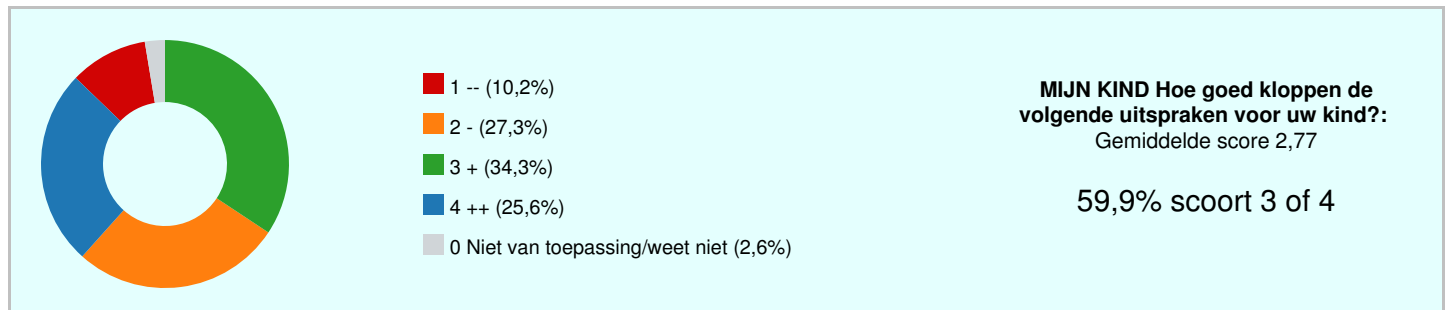 1 -- (10,2%)
2 - (27,3%)
3 + (34,3%)
4 ++ (25,6%)
0 Niet van toepassing/weet niet (2,6%)
MIJN KIND Hoe goed kloppen de
volgende uitspraken voor uw kind?:
Gemiddelde score 2,77
59,9% scoort 3 of 4